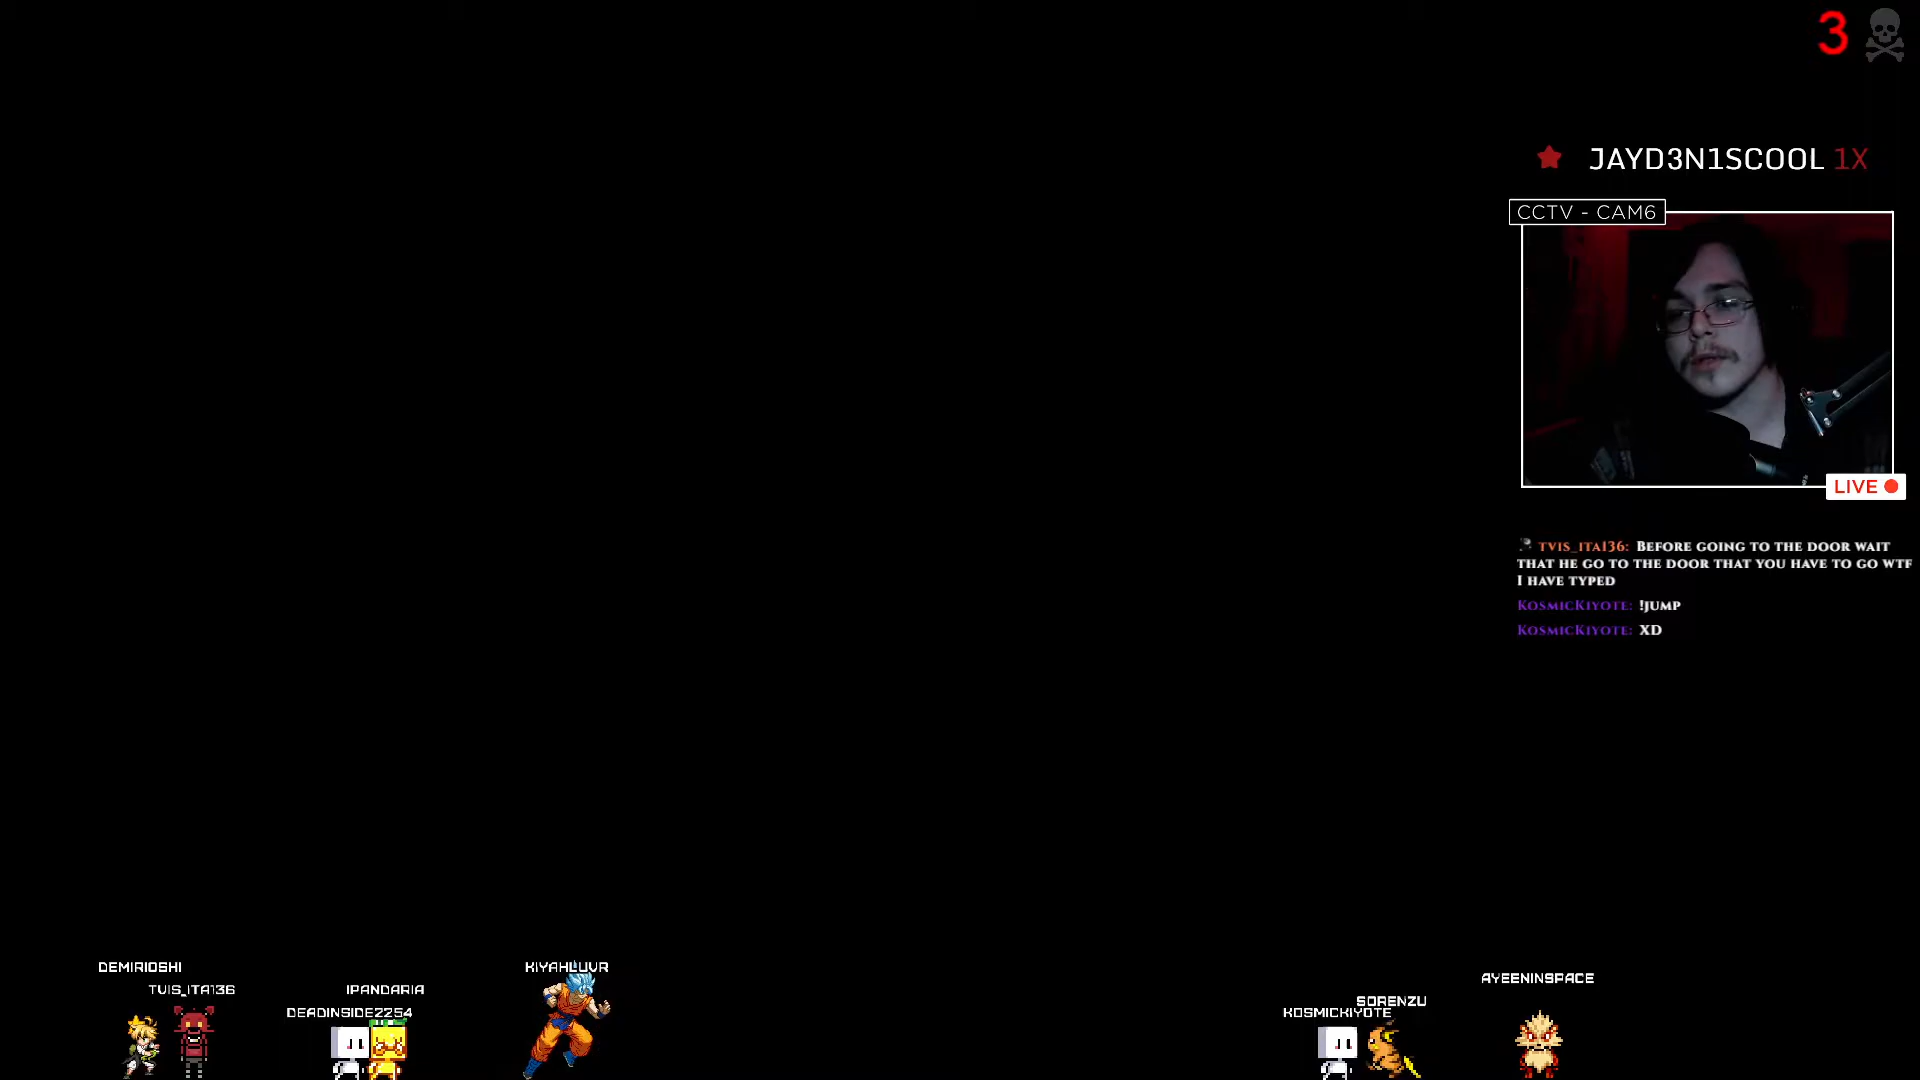 3
JAYD3N1SCOOL 1X
CCTV - CAM6
LIVE
TVIS_ITA136: BEFORE GOING TO THE DOOR WAIT
THAT HE GO TO THE DOOR THAT YOU HAVE TO GO WTF
I HAVE TYPED
KOSMICKIYOTE: !JUMP
KOSMICKIYOTE: XD
DEMIRIOSHI
KIYAHLUVR
AYEENINSPACE
TVIS_ITA136
IPANDARIA
SORENZU
DEADINSIDE2254
KOSMICKIYOTE